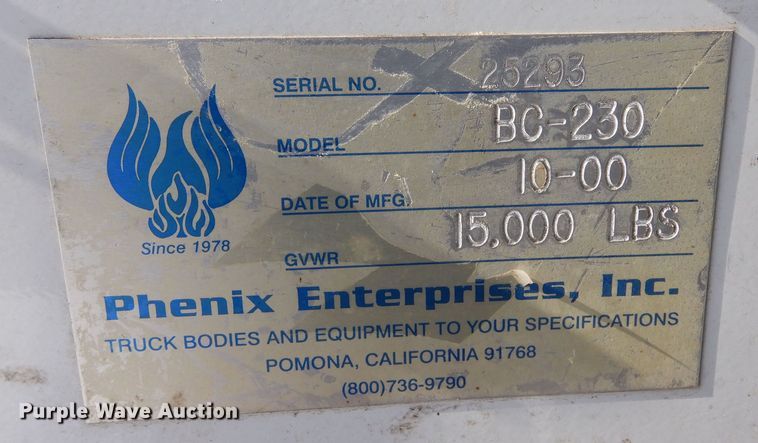 SERIAL NO. 25293
MODEL BC-230
DATE OF MFG. 10-00
GVWR 15,000 LBS
Since 1978
Phenix Enterprises, Inc.
TRUCK BODIES AND EQUIPMENT TO YOUR SPECIFICATIONS
POMONA, CALIFORNIA 91768
(800)736-9790
Purple Wave Auction